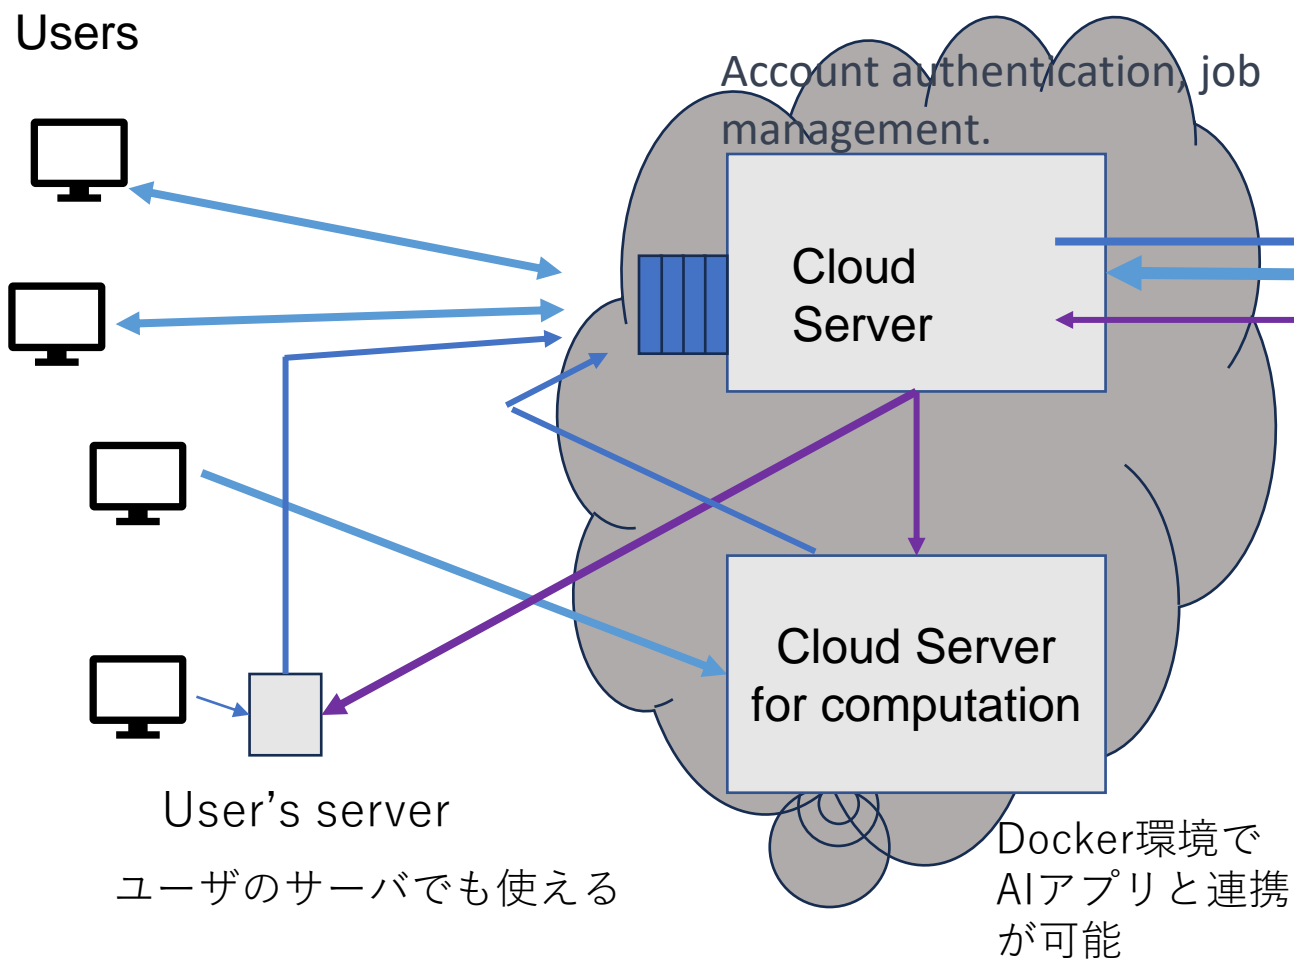 Users
Account authentication, job
management.
Cloud
Server
Cloud Server
for computation
User’s server
ユーザのサーバでも使える
Docker環境で
AIアプリと連携
が可能